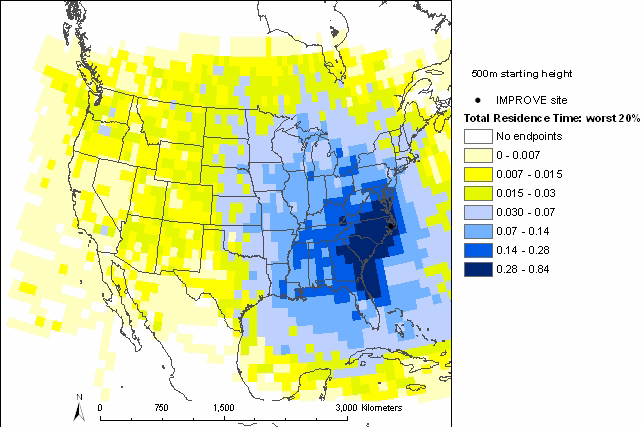 500m starting height
IMPROVE site
Total Residence Time: worst 20%
No endpoints
0 - 0.007
0.007 - 0.015
0.015 - 0.03
0.030 - 0.07
0.07 - 0.14
0.14 - 0.28
0.28 - 0.84
N
0 750 1,500 3,000 Kilometers